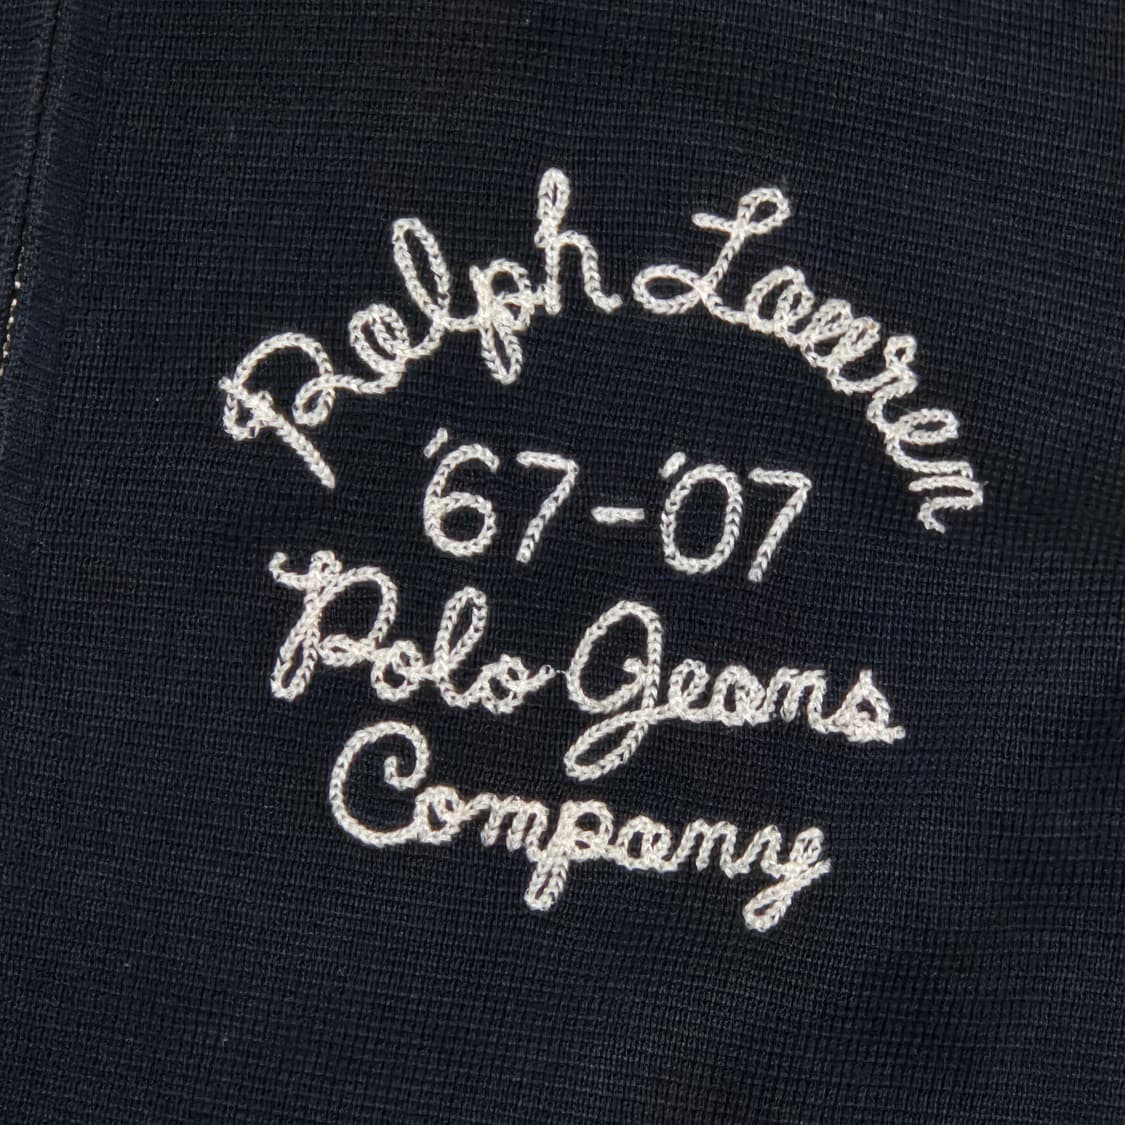 Ralph Lauren
'67-'07
Polo Jeans
Company